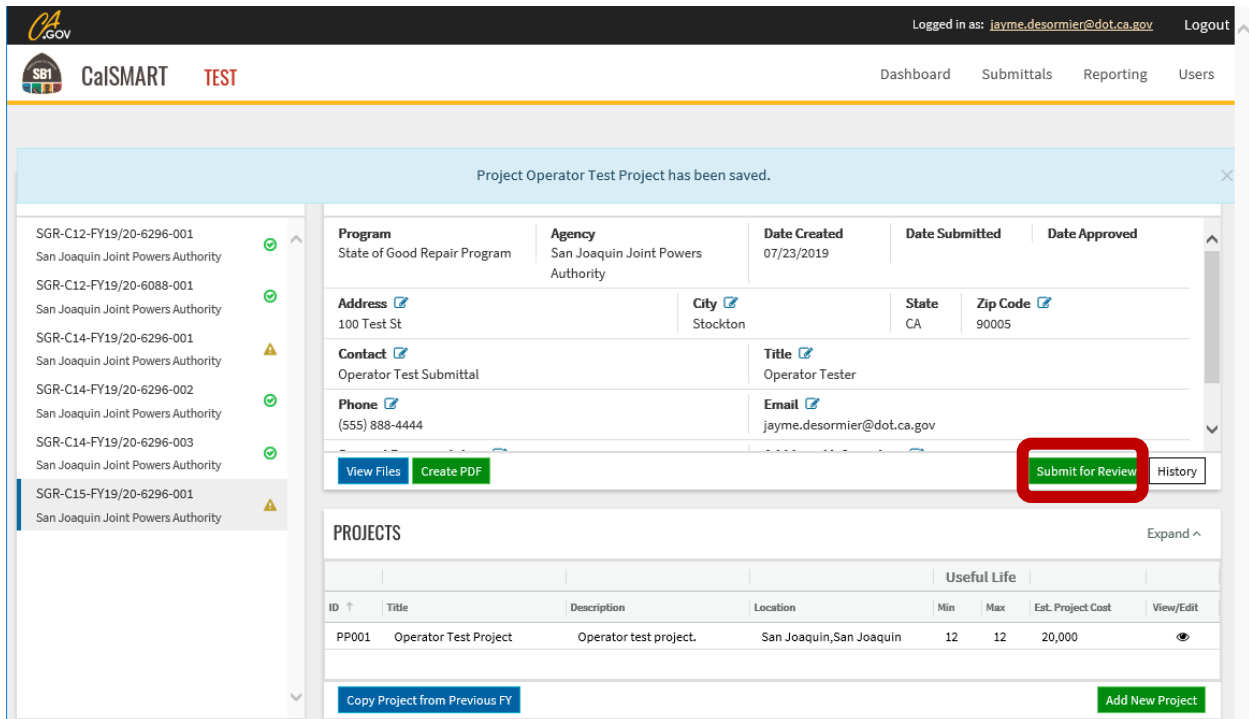 CA.GOV
Logged in as: jayme.desormier@dot.ca.gov Logout
SB1 CalSMART TEST
Dashboard Submittals Reporting Users
Project Operator Test Project has been saved.
SGR-C12-FY19/20-6296-001
San Joaquin Joint Powers Authority
SGR-C12-FY19/20-6088-001
San Joaquin Joint Powers Authority
SGR-C14-FY19/20-6296-001
San Joaquin Joint Powers Authority
SGR-C14-FY19/20-6296-002
San Joaquin Joint Powers Authority
SGR-C14-FY19/20-6296-003
San Joaquin Joint Powers Authority
SGR-C15-FY19/20-6296-001
San Joaquin Joint Powers Authority
Program Agency Date Created Date Submitted Date Approved
State of Good Repair Program San Joaquin Joint Powers 07/23/2019
Authority
Address City State Zip Code
100 Test St Stockton CA 90005
Contact Title
Operator Test Submittal Operator Tester
Phone Email
(555) 888-4444 jayme.desormier@dot.ca.gov
View Files Create PDF Submit for Review History
PROJECTS Expand
Useful Life
ID Title Description Location Min Max Est. Project Cost View/Edit
PP001 Operator Test Project Operator test project. San Joaquin,San Joaquin 12 12 20,000
Copy Project from Previous FY Add New Project